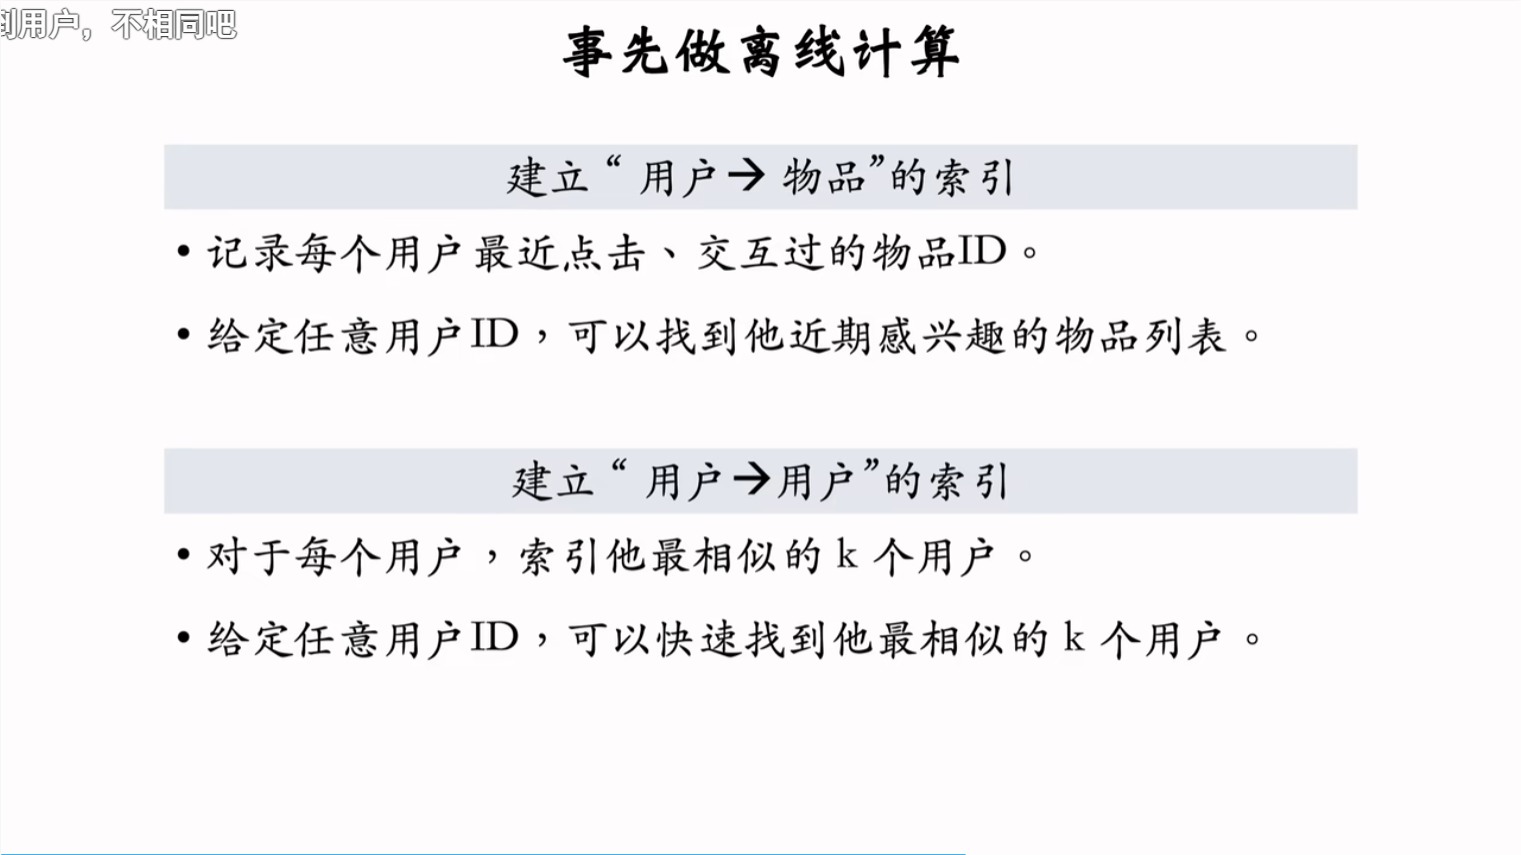 用户，不相同吧
事先做离线计算
建立“用户→物品”的索引
• 记录每个用户最近点击、交互过的物品ID。
• 给定任意用户ID，可以找到他近期感兴趣的物品列表。
建立“用户→用户”的索引
• 对于每个用户，索引他最相似的 k 个用户。
• 给定任意用户ID，可以快速找到他最相似的 k 个用户。